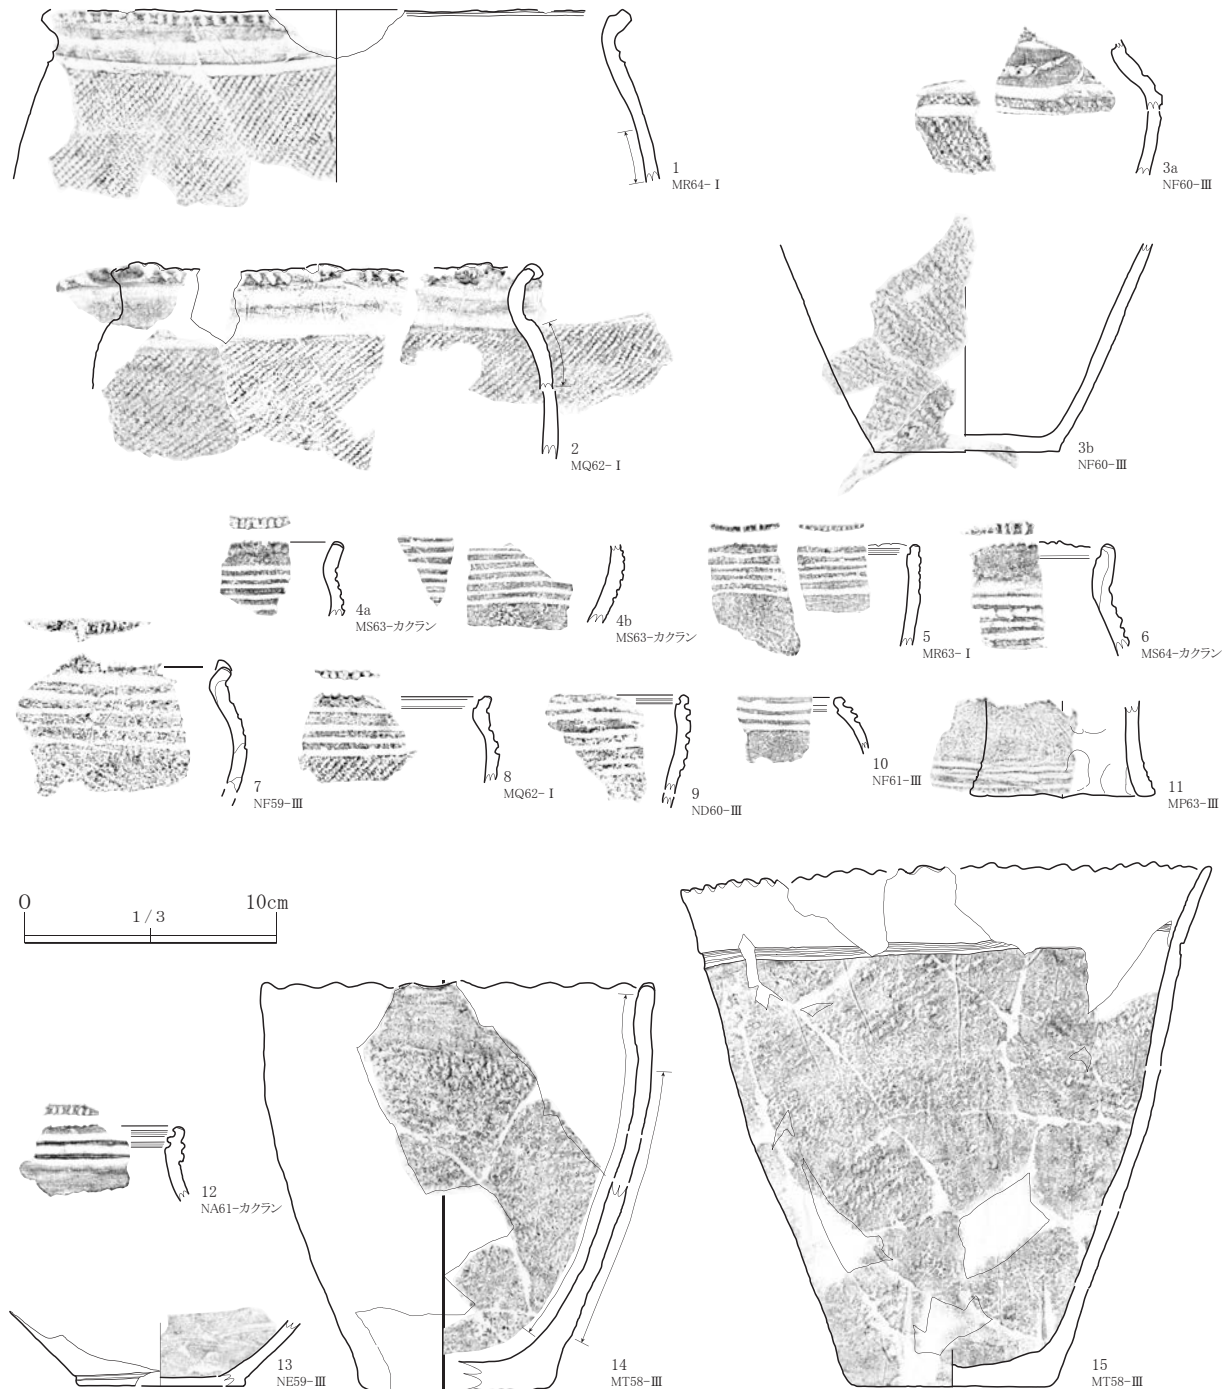 1
MR64-Ⅰ
3a
NF60-Ⅲ
2
MQ62-Ⅰ
3b
NF60-Ⅲ
4a
MS63-カクラン
4b
MS63-カクラン
5
MR63-Ⅰ
6
MS64-カクラン
7
NF59-Ⅲ
8
MQ62-Ⅰ
9
ND60-Ⅲ
10
NF61-Ⅲ
11
MP63-Ⅲ
0 10cm
1/3
12
NA61-カクラン
13
NE59-Ⅲ
14
MT58-Ⅲ
15
MT58-Ⅲ